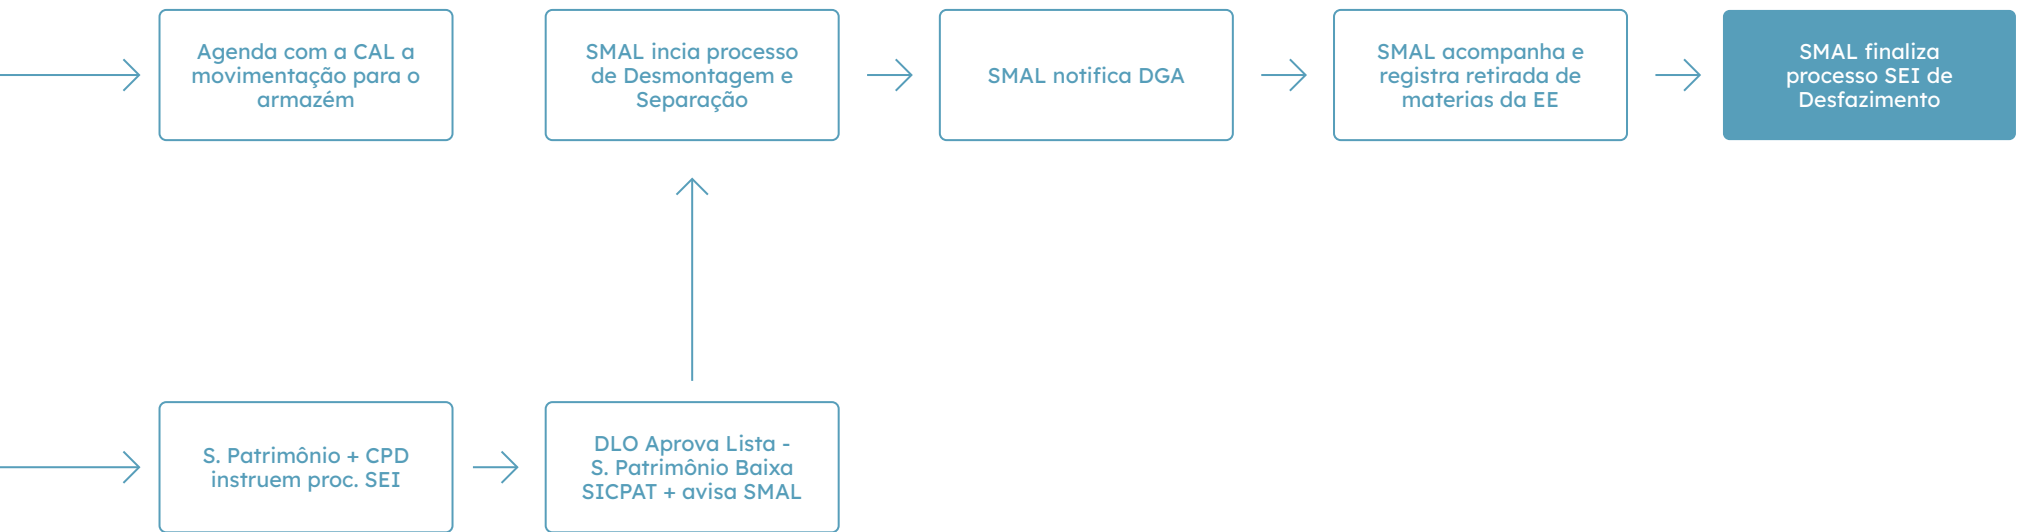 Agenda com a CAL a
movimentação para o
armazém
SMAL incia processo
de Desmontagem e
Separação
SMAL notifica DGA
SMAL acompanha e
registra retirada de
materias da EE
SMAL finaliza
processo SEI de
Desfazimento
S. Patrimônio + CPD
instruem proc. SEI
DLO Aprova Lista -
S. Patrimônio Baixa
SICPAT + avisa SMAL